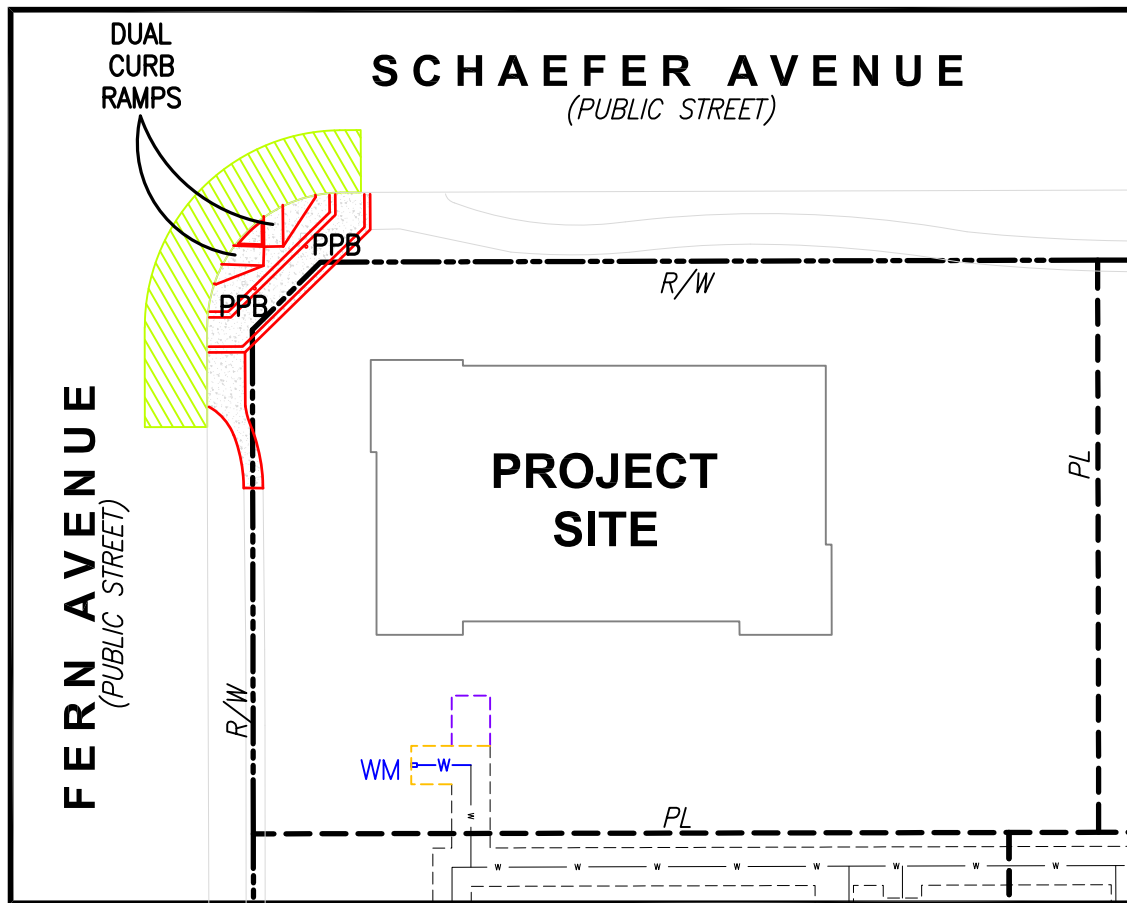 DUAL
CURB
RAMPS
SCHAEFER AVENUE
(PUBLIC STREET)
PPB
PPB
R/W
FERN AVENUE
(PUBLIC STREET)
PROJECT
SITE
PL
R/W
WM
W
W
PL
W
W
W
W
W
W
W
W